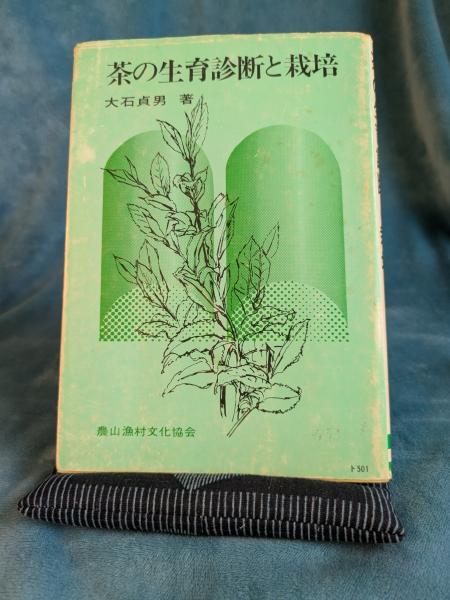 茶の生育診断と栽培
大石貞男 著
農山漁村文化協会
ト501